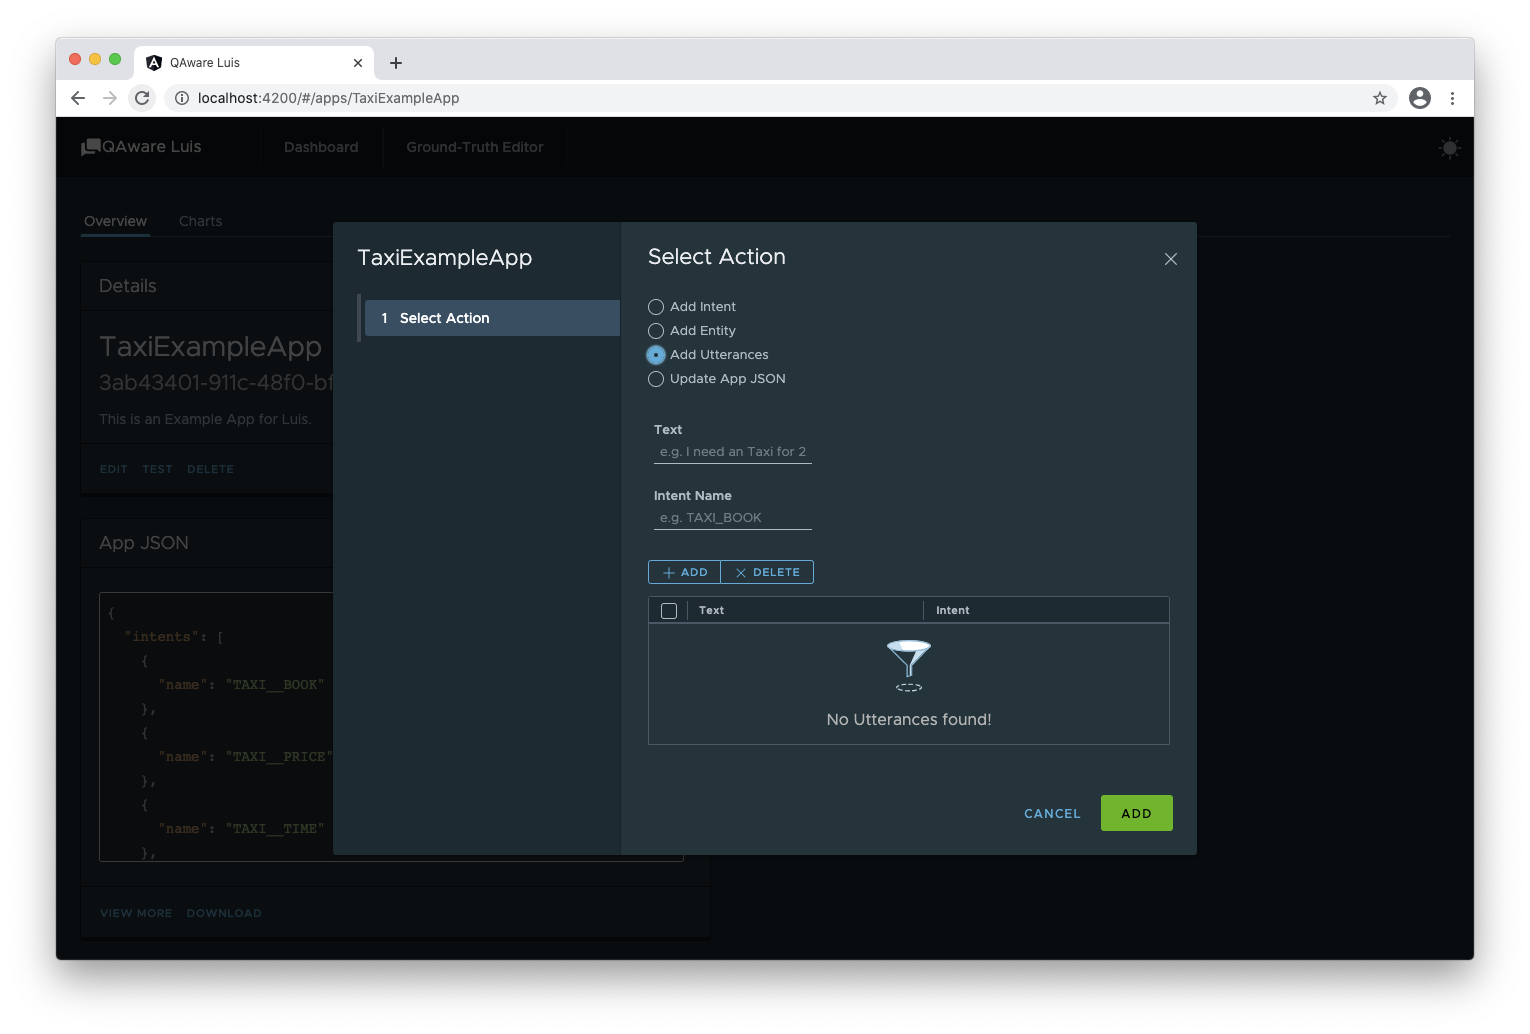 QAware Luis
localhost:4200/#/apps/TaxiExampleApp
QAware Luis
Dashboard
Ground-Truth Editor
Overview
Charts
Details
TaxiExampleApp
3ab43401-911c-48f0-bf
This is an Example App for Luis.
EDIT
TEST
DELETE
App JSON
{
"intents": [
{
"name": "TAXI__BOOK"
},
{
"name": "TAXI__PRICE"
},
{
"name": "TAXI__TIME"
},
VIEW MORE
DOWNLOAD
TaxiExampleApp
1 Select Action
Select Action
Add Intent
Add Entity
Add Utterances
Update App JSON
Text
e.g. I need an Taxi for 2
Intent Name
e.g. TAXI_BOOK
ADD
DELETE
Text
Intent
No Utterances found!
CANCEL
ADD